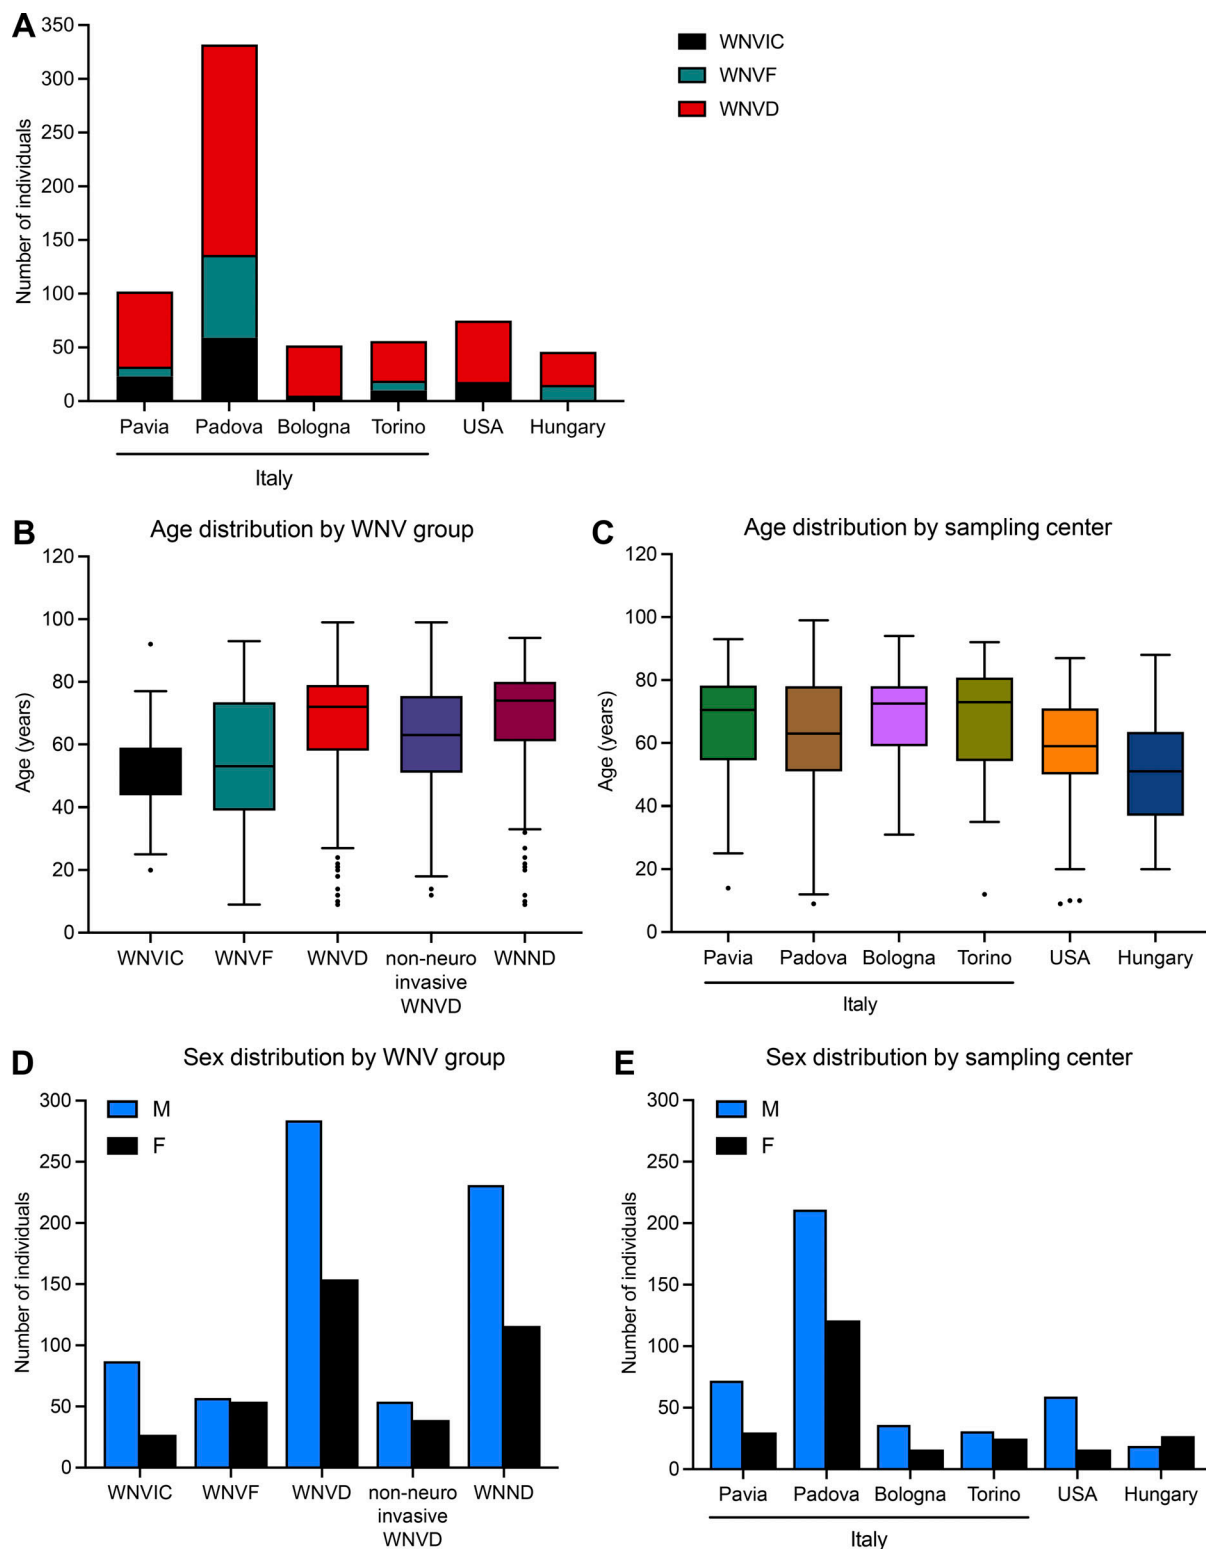 A
350
300
250
200
150
100
50
0
Number of individuals
WNVIC
WNVF
WNVD
Pavia Padova Bologna Torino USA Hungary
Italy
B
Age distribution by WNV group
120
100
80
60
40
20
0
Age (years)
WNVIC WNVF WNVD non-neuro WNND
invasive
WNVD
C
Age distribution by sampling center
120
100
80
60
40
20
0
Age (years)
Pavia Padova Bologna Torino USA Hungary
Italy
D
Sex distribution by WNV group
300
250
200
150
100
50
0
Number of individuals
M
F
WNVIC WNVF WNVD non-neuro WNND
invasive
WNVD
E
Sex distribution by sampling center
300
250
200
150
100
50
0
Number of individuals
M
F
Pavia Padova Bologna Torino USA Hungary
Italy